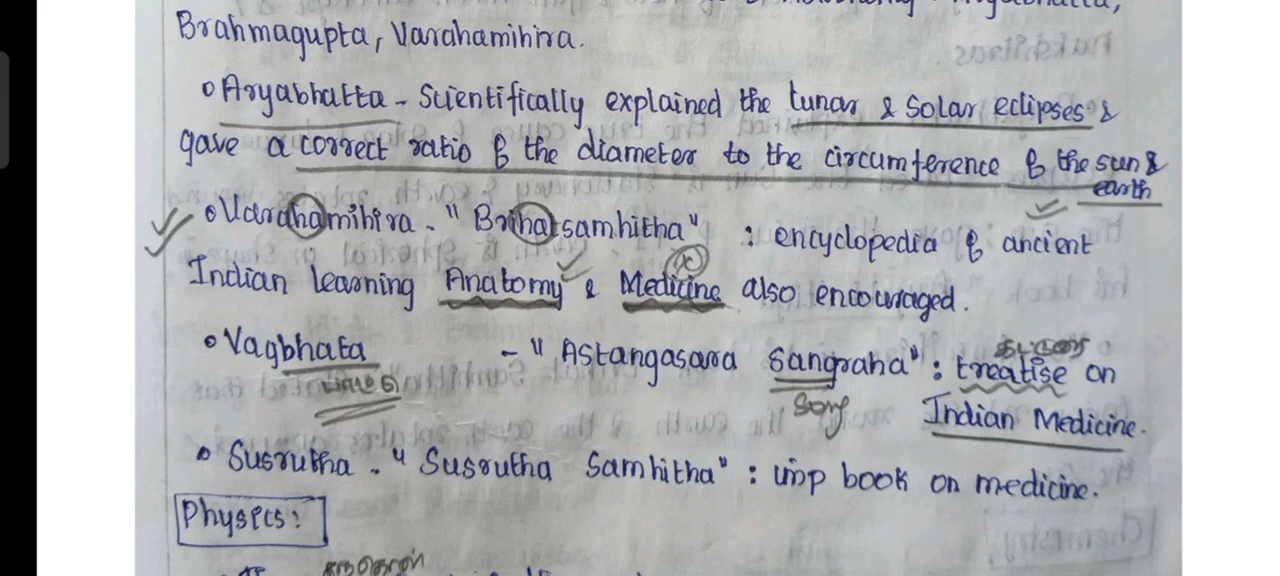 Brahmagupta, Varahamihira.
Aryabhatta - Scientifically explained the lunar & Solar eclipses &
gave a correct ratio of the diameter to the circumference of the sun &
earth
Varahamihira - "Brihatsamhitha" : encyclopedia of ancient
Indian learning Anatomy & Medicine also encouraged.
Vagbhata - "Astangasara sangraha" : treatise on
Song
Indian Medicine.
Susrutha - "Susrutha Samhitha" : imp book on medicine.
Physics: